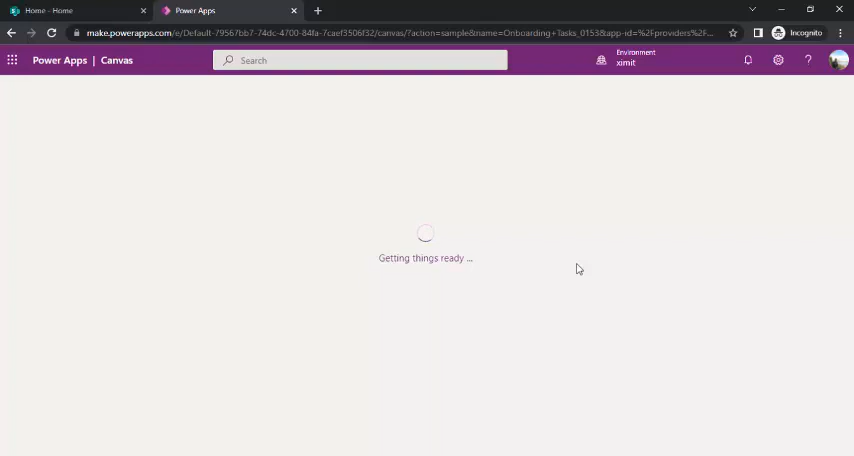 Home - Home
Power Apps
make.powerapps.com/e/Default-79567bb7-74dc-4700-84fa-7caef3506f32/canvas/?action=sample&name=Onboarding+Tasks_0153&app-id=%2Fproviders%2F...
Incognito
Power Apps | Canvas
Search
Environment
ximit
Getting things ready ...